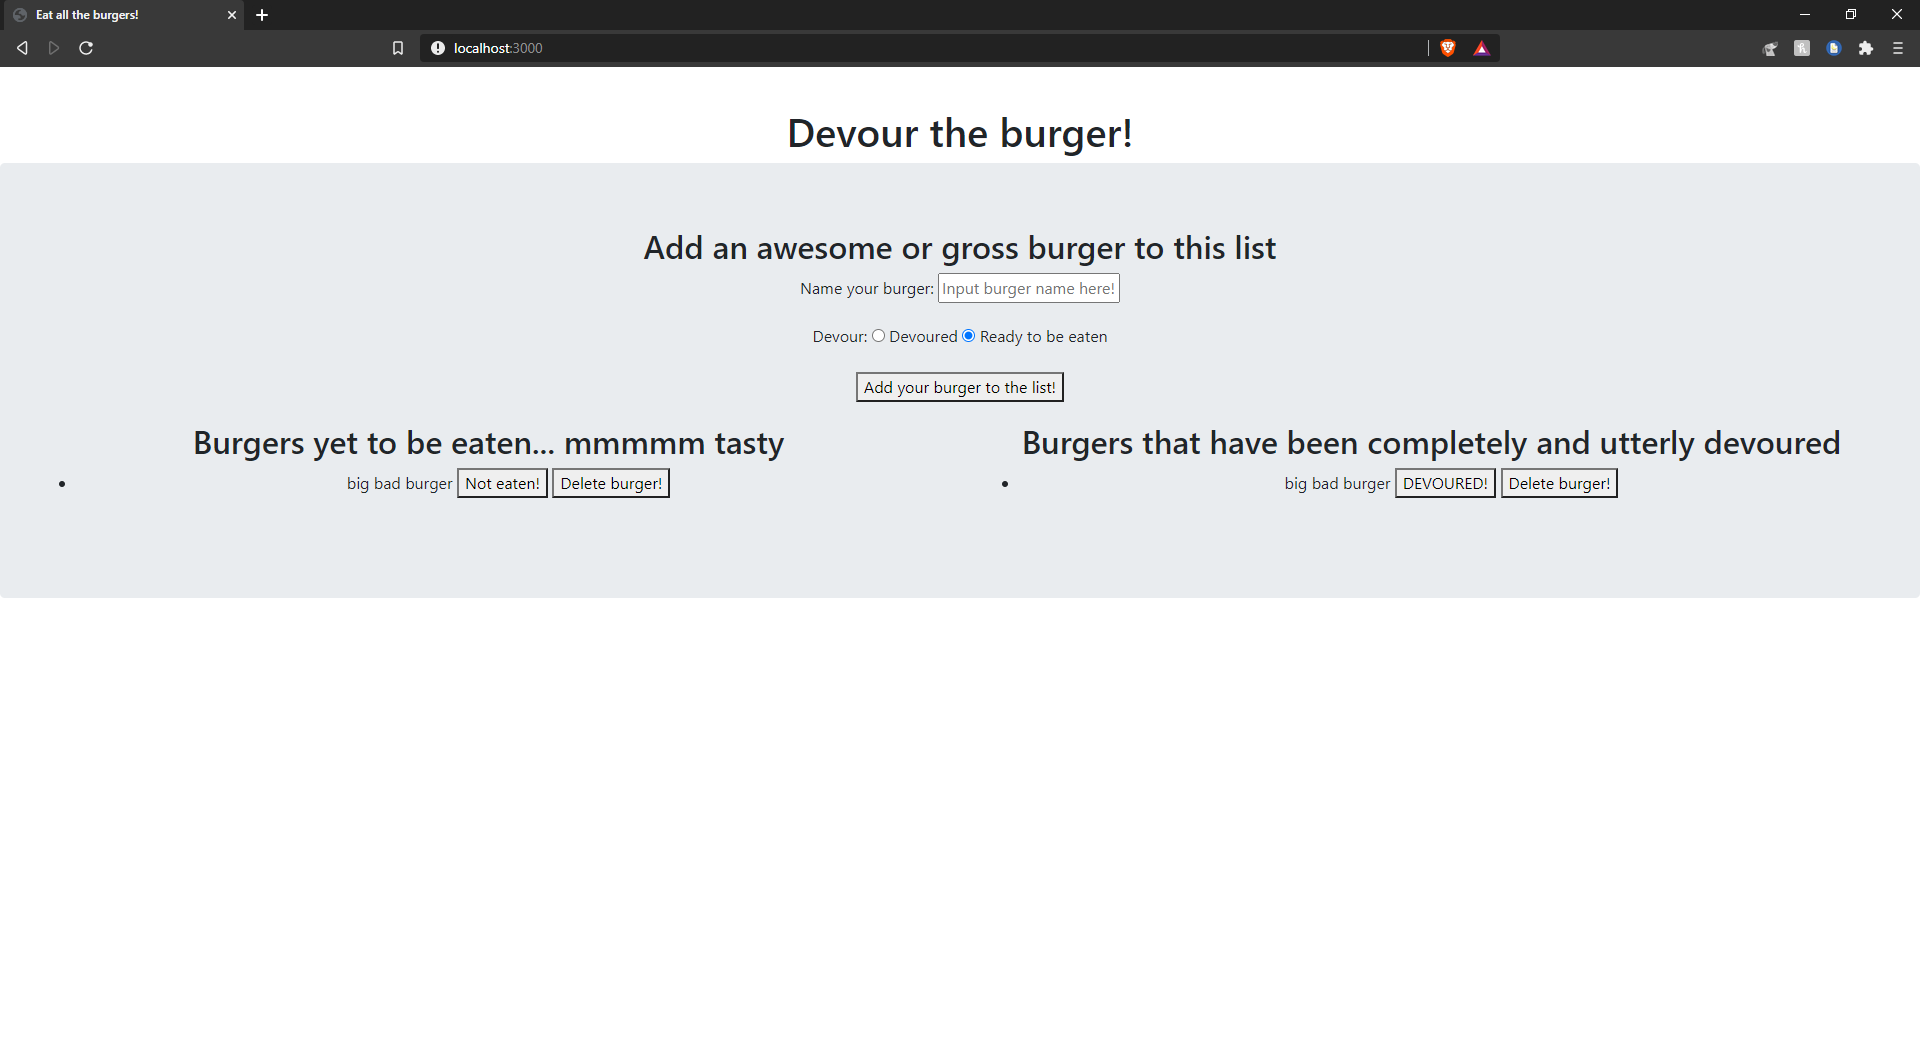 Eat all the burgers!
localhost:3000
Devour the burger!
Add an awesome or gross burger to this list
Name your burger: Input burger name here!
Devour: Devoured Ready to be eaten
Add your burger to the list!
Burgers yet to be eaten... mmmmm tasty
big bad burger Not eaten! Delete burger!
Burgers that have been completely and utterly devoured
big bad burger DEVOURED! Delete burger!